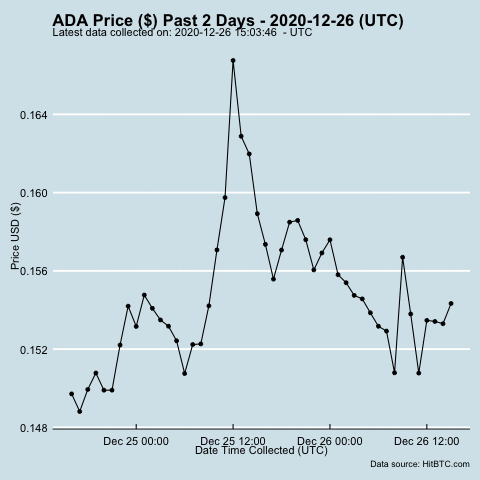 ADA Price ($) Past 2 Days - 2020-12-26 (UTC)
Latest data collected on: 2020-12-26 15:03:46  - UTC
0.164
0.160
0.156
0.152
0.148
Price USD ($)
Dec 25 00:00
Dec 25 12:00
Dec 26 00:00
Dec 26 12:00
Date Time Collected (UTC)
Data source: HitBTC.com